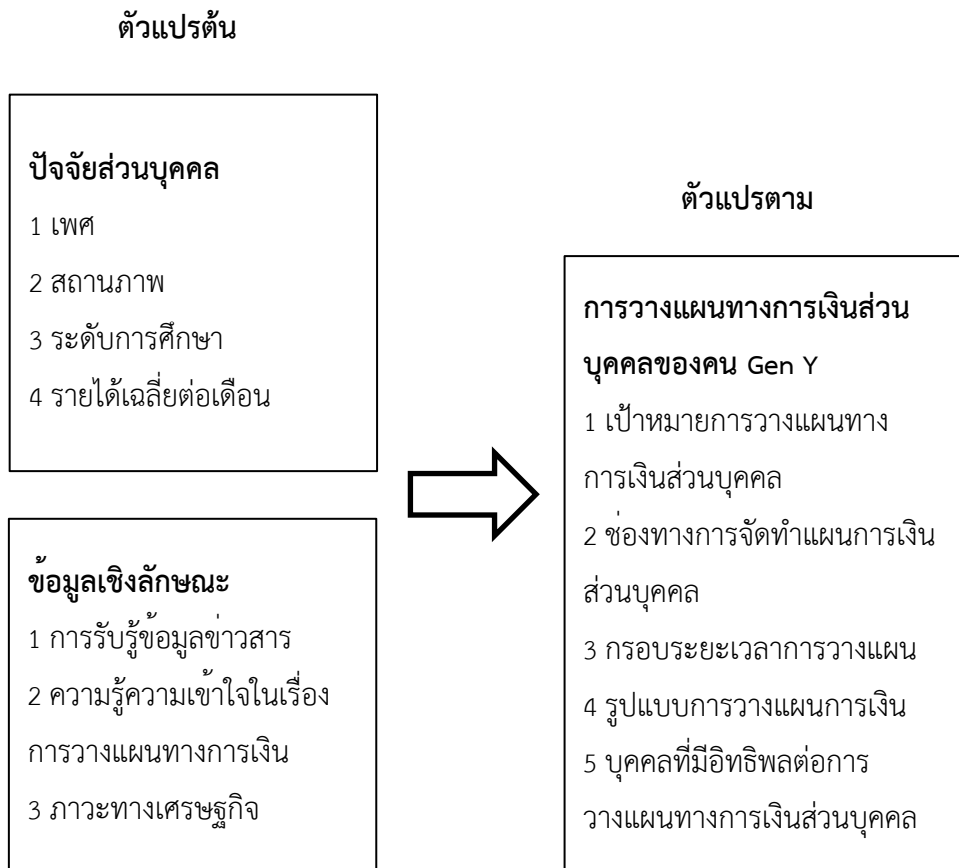 ตัวแปรต้น
ปัจจัยส่วนบุคคล
1 เพศ
2 สถานภาพ
3 ระดับการศึกษา
4 รายได้เฉลี่ยต่อเดือน
ข้อมูลเชิงลักษณะ
1 การรับรู้ข้อมูลข่าวสาร
2 ความรู้ความเข้าใจในเรื่อง
การวางแผนทางการเงิน
3 ภาวะทางเศรษฐกิจ
ตัวแปรตาม
การวางแผนทางการเงินส่วน
บุคคลของคน Gen Y
1 เป้าหมายการวางแผนทาง
การเงินส่วนบุคคล
2 ช่องทางการจัดทำแผนการเงิน
ส่วนบุคคล
3 กรอบระยะเวลาการวางแผน
4 รูปแบบการวางแผนการเงิน
5 บุคคลที่มีอิทธิพลต่อการ
วางแผนทางการเงินส่วนบุคคล